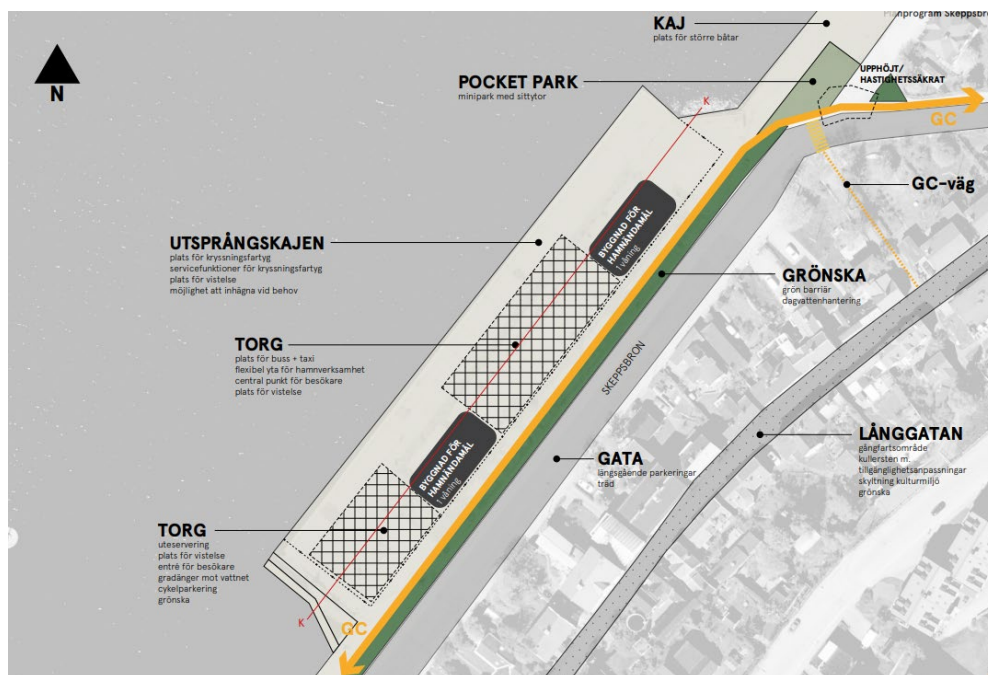 Planprogram Skeppsbro
N
KAJ
plats för större båtar
POCKET PARK
minipark med sittytor
UPPHÖJT/
HASTIGHETSSÄKRAT
K
GC
GC-väg
UTSPRÅNGSKAJEN
plats för kryssningsfartyg
servicefunktioner för kryssningsfartyg
plats för vistelse
möjlighet att inhägna vid behov
BYGGNAD FÖR
HAMNÄNDAMÅL
1 våning
GRÖNSKA
grön barriär
dagvattenhantering
TORG
plats för buss + taxi
flexibel yta för hamnverksamhet
central punkt för besökare
plats för vistelse
SKEPPSBRON
BYGGNAD FÖR
HAMNÄNDAMÅL
1 våning
GATA
längsgående parkeringar
träd
LÅNGGATAN
gångfartsområde
kullersten m.
tillgänglighetsanpassningar
skyltning kulturmiljö
grönska
TORG
uteservering
plats för vistelse
entré för besökare
gradänger mot vattnet
cykelparkering
grönska
K
GC